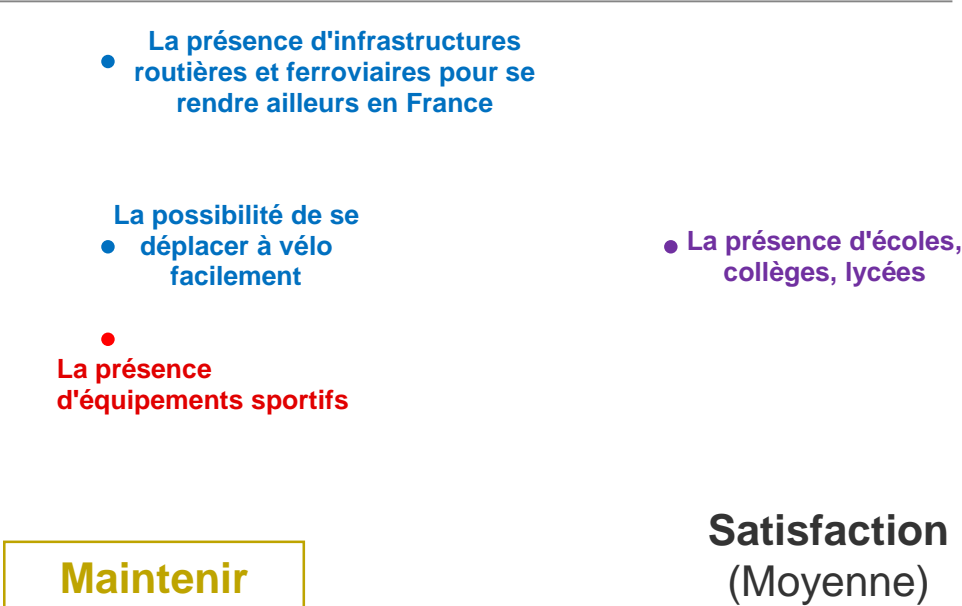 La présence d'infrastructures
routières et ferroviaires pour se
rendre ailleurs en France
La possibilité de se
déplacer à vélo
facilement
La présence d'écoles,
collèges, lycées
La présence
d'équipements sportifs
Satisfaction
(Moyenne)
Maintenir